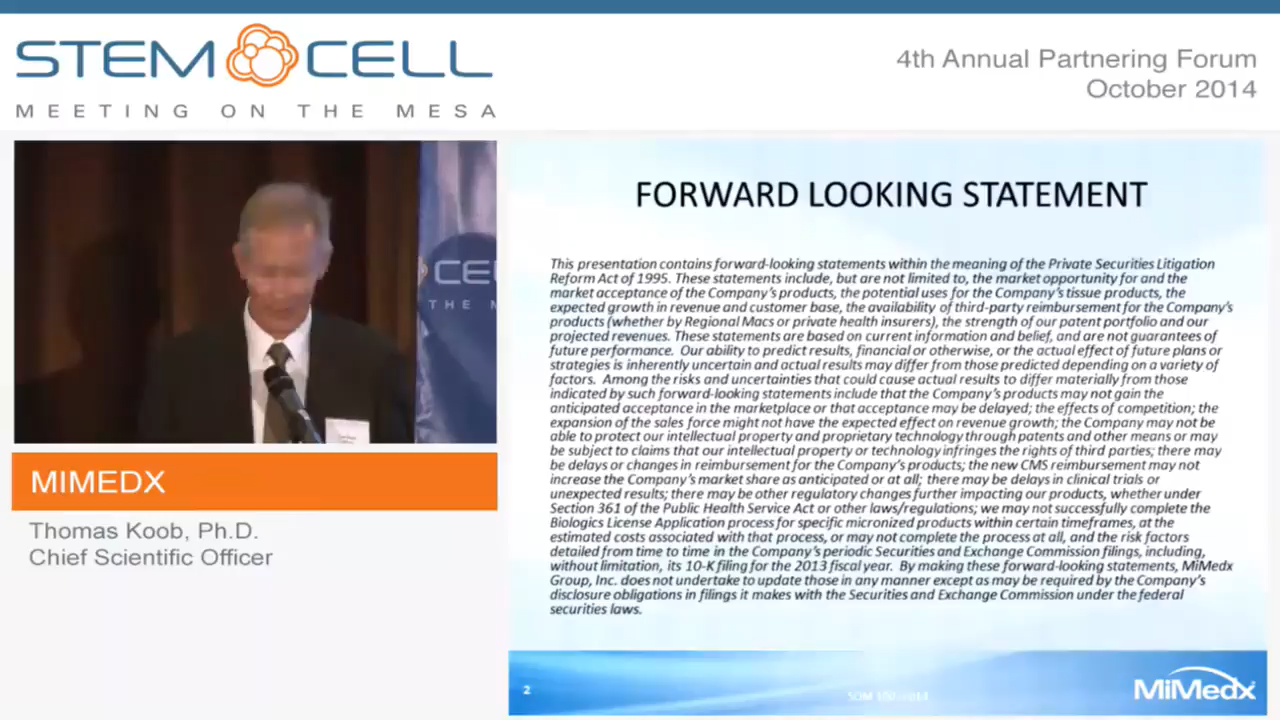 STEM CELL
MEETING ON THE MESA
4th Annual Partnering Forum
October 2014
CEL
THE M
MIMEDX
Thomas Koob, Ph.D.
Chief Scientific Officer
FORWARD LOOKING STATEMENT
This presentation contains forward-looking statements within the meaning of the Private Securities Litigation
Reform Act of 1995. These statements include, but are not limited to, the market opportunity for and the
market acceptance of the Company's products, the potential uses for the Company's tissue products, the
expected growth in revenue and customer base, the availability of third-party reimbursement for the Company's
products (whether by Regional Macs or private health insurers), the strength of our patent portfolio and our
projected revenues. These statements are based on current information and belief, and are not guarantees of
future performance. Our ability to predict results, financial or otherwise, or the actual effect of future plans or
strategies is inherently uncertain and actual results may differ from those predicted depending on a variety of
factors. Among the risks and uncertainties that could cause actual results to differ materially from those
indicated by such forward-looking statements include that the Company's products may not gain the
anticipated acceptance in the marketplace or that acceptance may be delayed; the effects of competition; the
expansion of the sales force might not have the expected effect on revenue growth; the Company may not be
able to protect our intellectual property and proprietary technology through patents and other means or may
be subject to claims that our intellectual property or technology infringes the rights of third parties; there may
be delays or changes in reimbursement for the Company's products; the new CMS reimbursement may not
increase the Company's market share as anticipated or at all; there may be delays in clinical trials or
unexpected results; there may be other regulatory changes further impacting our products, whether under
Section 361 of the Public Health Service Act or other laws/regulations; we may not successfully complete the
Biologics License Application process for specific micronized products within certain timeframes, at the
estimated costs associated with that process, or may not complete the process at all, and the risk factors
detailed from time to time in the Company's periodic Securities and Exchange Commission filings, including,
without limitation, its 10-K filing for the 2013 fiscal year. By making these forward-looking statements, MiMedx
Group, Inc. does not undertake to update those in any manner except as may be required by the Company's
disclosure obligations in filings it makes with the Securities and Exchange Commission under the federal
securities laws.
2
MiMedx